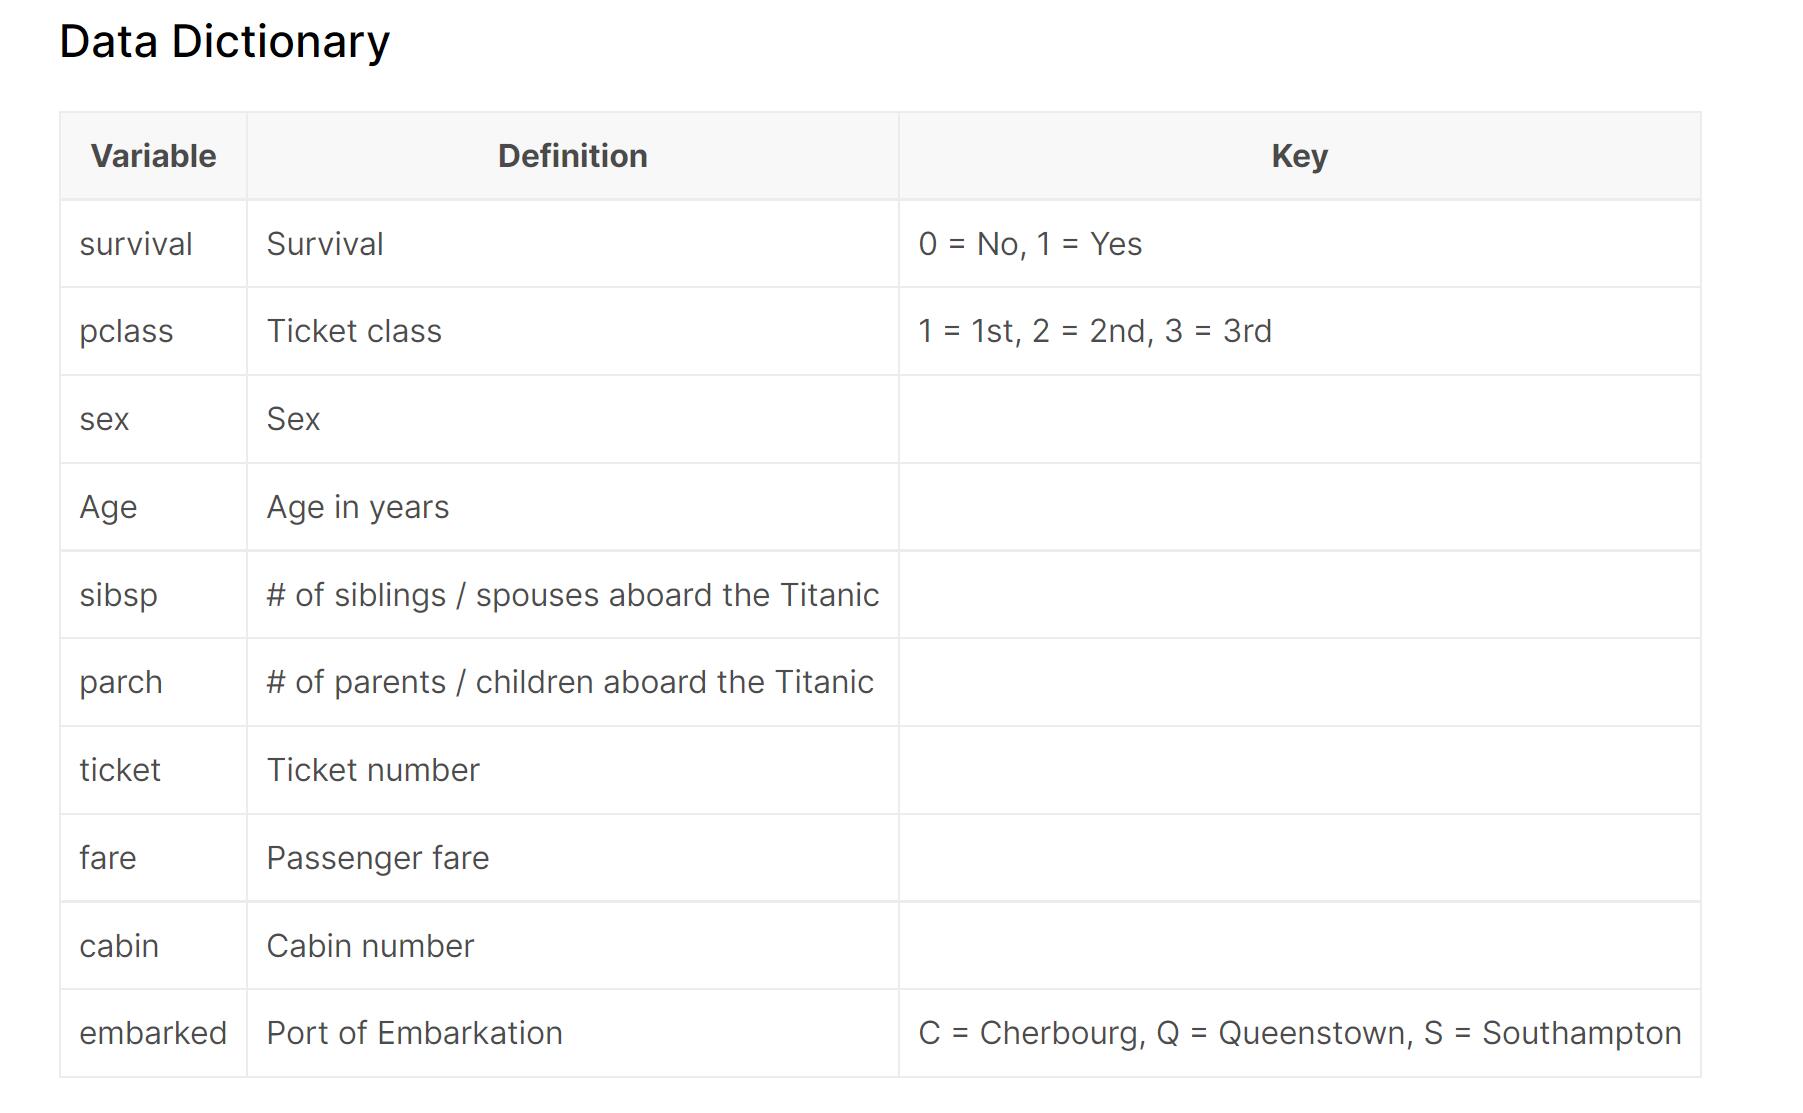 Data Dictionary
Variable Definition Key
survival Survival 0 = No, 1 = Yes
pclass Ticket class 1 = 1st, 2 = 2nd, 3 = 3rd
sex Sex
Age Age in years
sibsp # of siblings / spouses aboard the Titanic
parch # of parents / children aboard the Titanic
ticket Ticket number
fare Passenger fare
cabin Cabin number
embarked Port of Embarkation C = Cherbourg, Q = Queenstown, S = Southampton